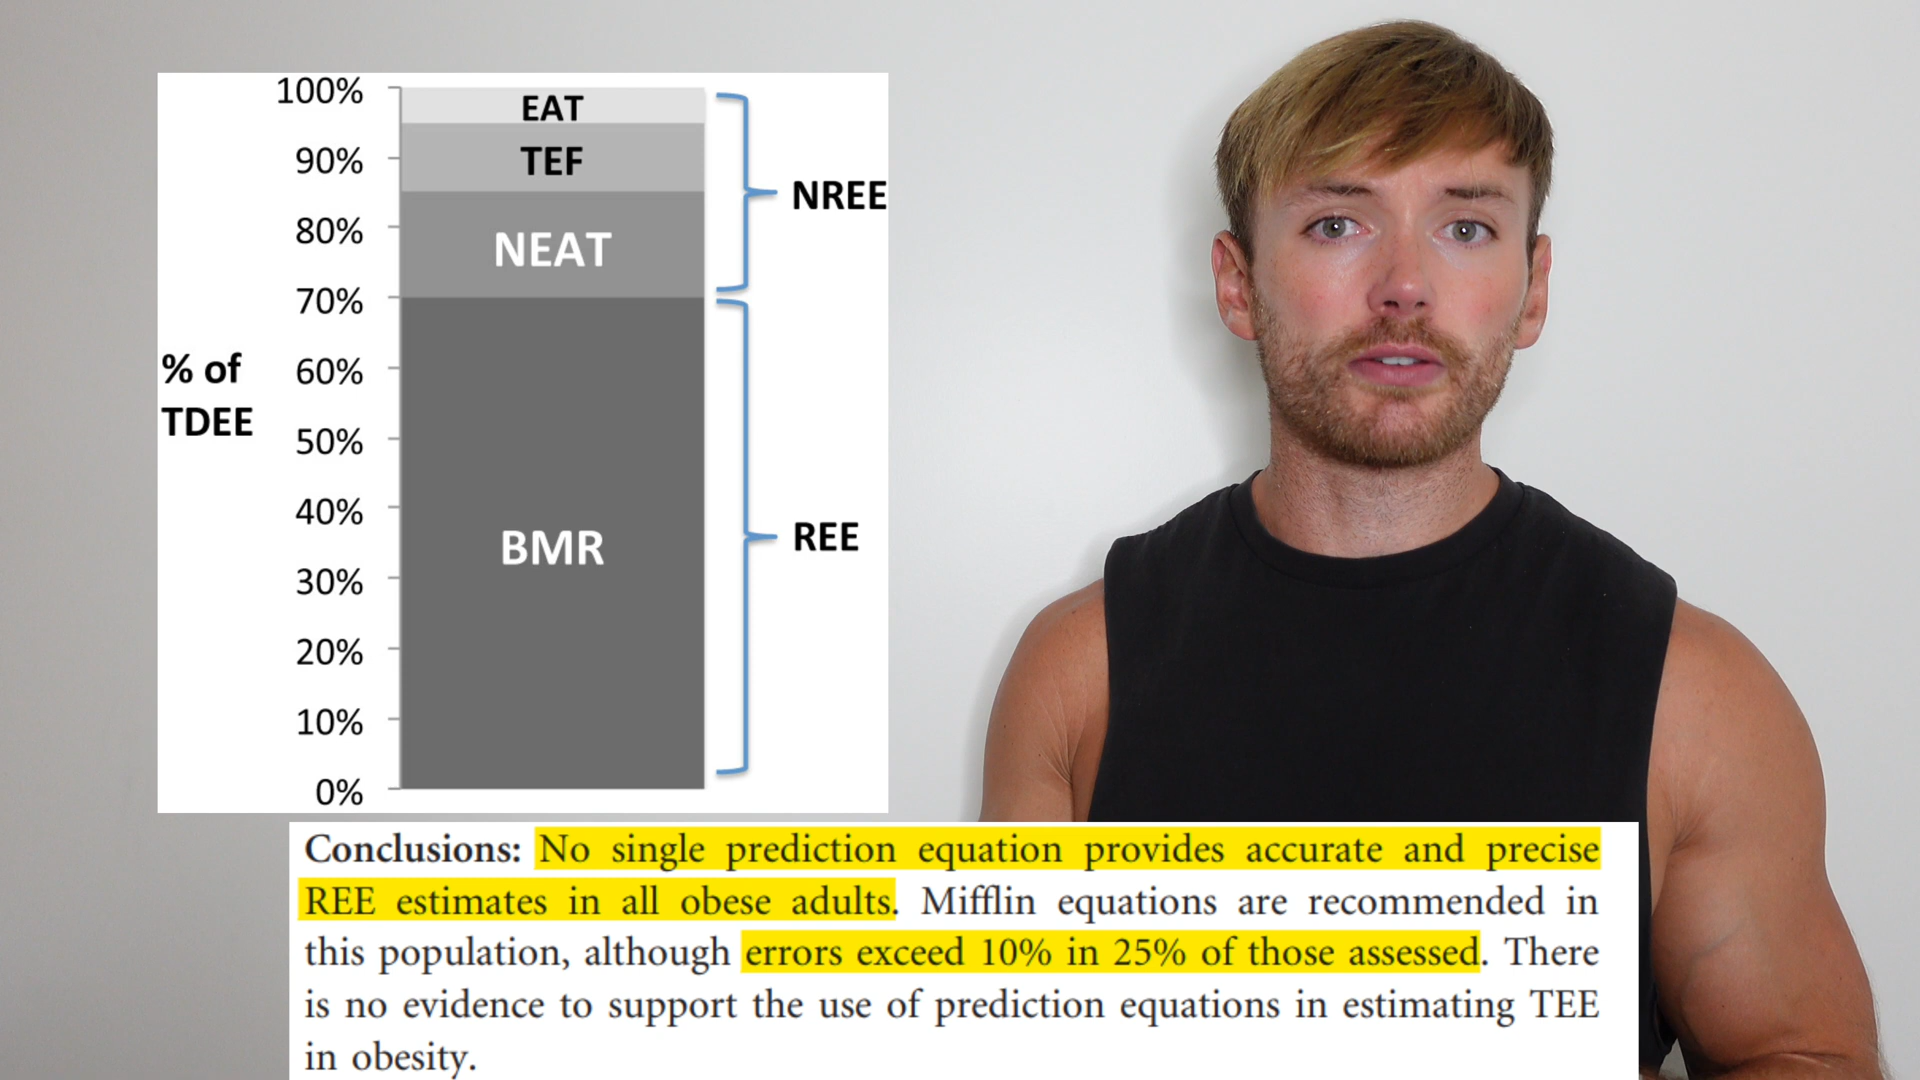 100%
90%
80%
70%
60%
50%
40%
30%
20%
10%
0%
% of
TDEE
EAT
TEF
NEAT
BMR
NREE
REE
Conclusions: No single prediction equation provides accurate and precise
REE estimates in all obese adults. Mifflin equations are recommended in
this population, although errors exceed 10% in 25% of those assessed. There
is no evidence to support the use of prediction equations in estimating TEE
in obesity.